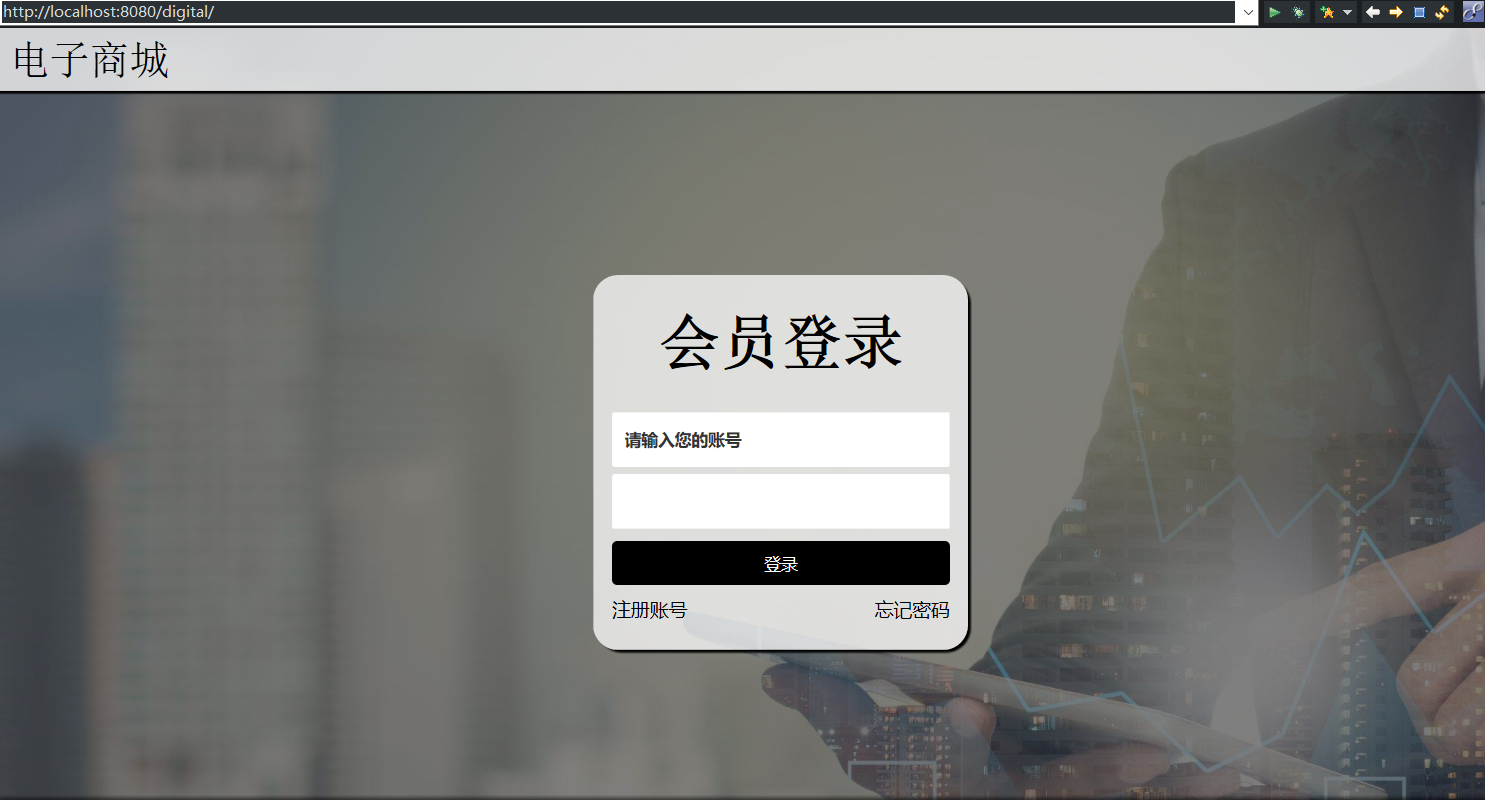 http://localhost:8080/digital/
电子商城
会员登录
请输入您的账号
登录
注册账号
忘记密码